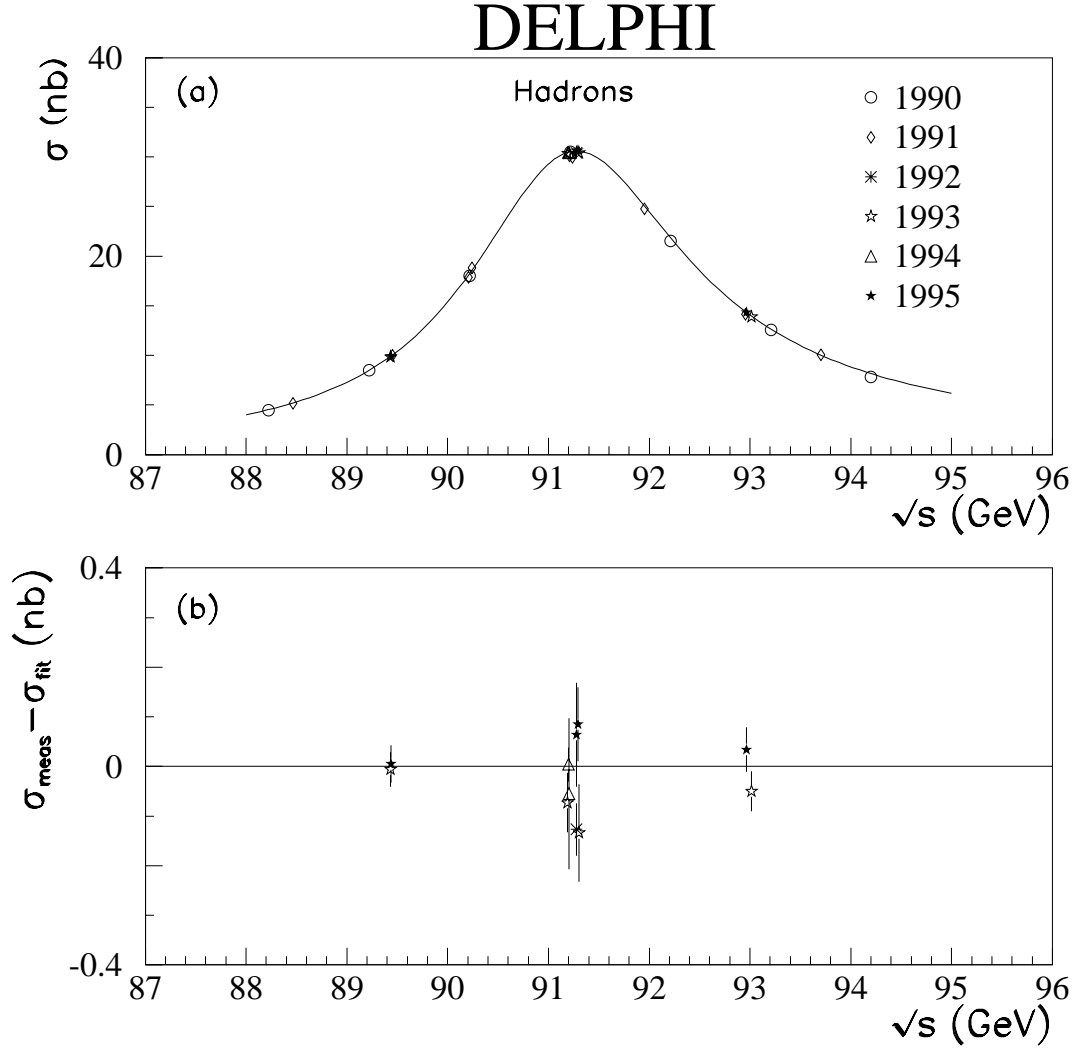 DELPHI
σ (nb)
40
20
0
(a)
Hadrons
1990
1991
1992
1993
1994
1995
87 88 89 90 91 92 93 94 95 96
√s (GeV)
σmeas−σfit (nb)
0.4
0
-0.4
(b)
87 88 89 90 91 92 93 94 95 96
√s (GeV)